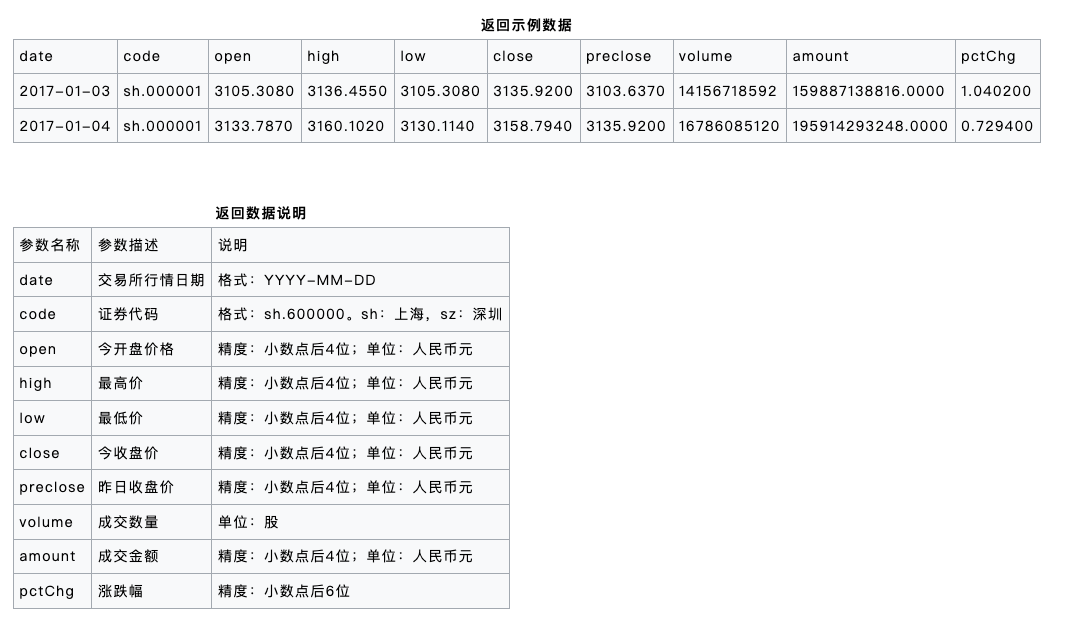 返回示例数据
date code open high low close preclose volume amount pctChg
2017-01-03 sh.000001 3105.3080 3136.4550 3105.3080 3135.9200 3103.6370 14156718592 159887138816.0000 1.040200
2017-01-04 sh.000001 3133.7870 3160.1020 3130.1140 3158.7940 3135.9200 16786085120 195914293248.0000 0.729400
返回数据说明
参数名称 参数描述 说明
date 交易所行情日期 格式：YYYY-MM-DD
code 证券代码 格式：sh.600000。sh：上海，sz：深圳
open 今开盘价格 精度：小数点后4位；单位：人民币元
high 最高价 精度：小数点后4位；单位：人民币元
low 最低价 精度：小数点后4位；单位：人民币元
close 今收盘价 精度：小数点后4位；单位：人民币元
preclose 昨日收盘价 精度：小数点后4位；单位：人民币元
volume 成交数量 单位：股
amount 成交金额 精度：小数点后4位；单位：人民币元
pctChg 涨跌幅 精度：小数点后6位